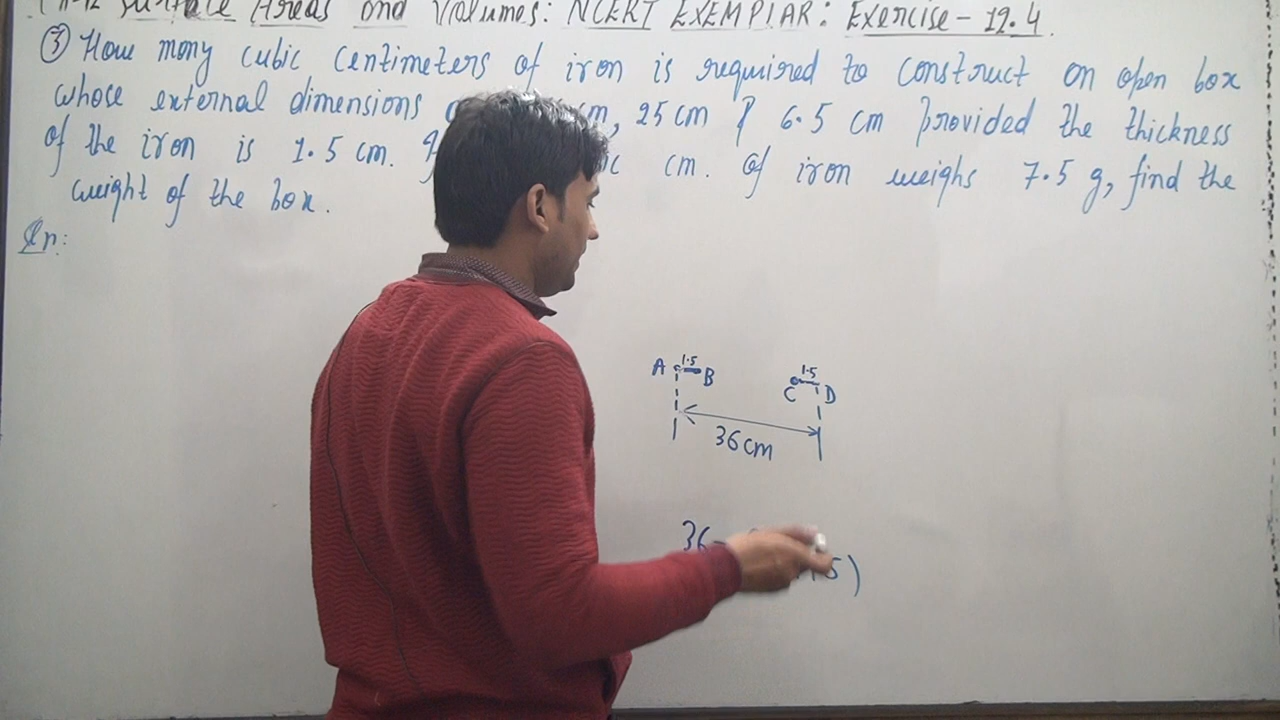 Surface Areas and Volumes: NCERT EXEMPLAR: Exercise-12.4
③ How many cubic centimeters of iron is required to construct an open box
whose external dimensions cm, 25 cm & 6.5 cm provided the thickness
of the iron is 1.5 cm. cm. of iron weighs 7.5 g, find the
weight of the box.
A 1.5 B C 1.5 D
36 cm
36 -
5)